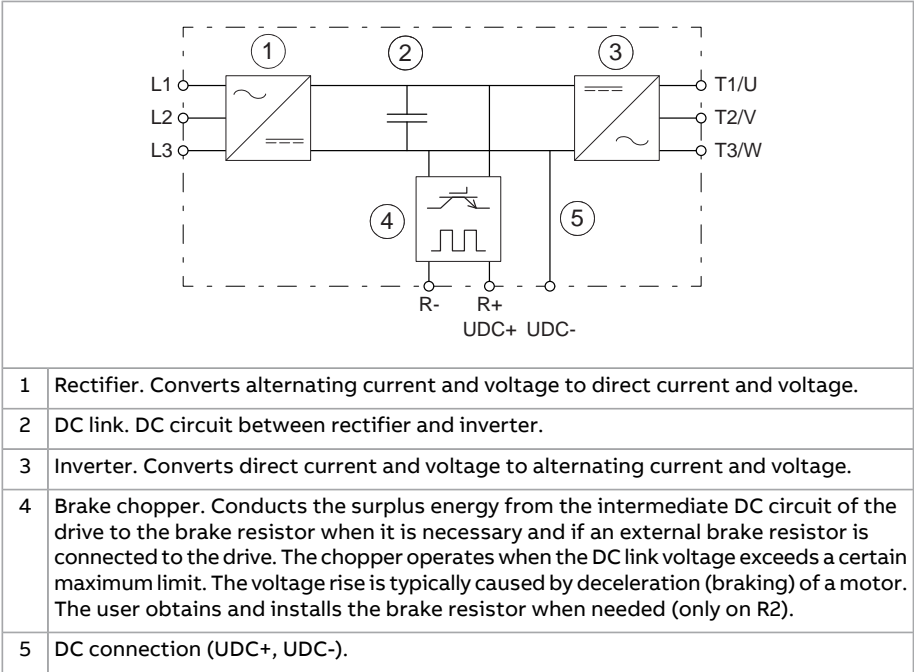 1 2 3
L1 T1/U
L2 T2/V
L3 T3/W
4 5
R- R+
UDC+ UDC-
1 Rectifier. Converts alternating current and voltage to direct current and voltage.
2 DC link. DC circuit between rectifier and inverter.
3 Inverter. Converts direct current and voltage to alternating current and voltage.
4 Brake chopper. Conducts the surplus energy from the intermediate DC circuit of the
drive to the brake resistor when it is necessary and if an external brake resistor is
connected to the drive. The chopper operates when the DC link voltage exceeds a certain
maximum limit. The voltage rise is typically caused by deceleration (braking) of a motor.
The user obtains and installs the brake resistor when needed (only on R2).
5 DC connection (UDC+, UDC-).